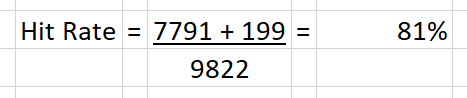 Hit Rate = 7791 + 199 = 81%
9822